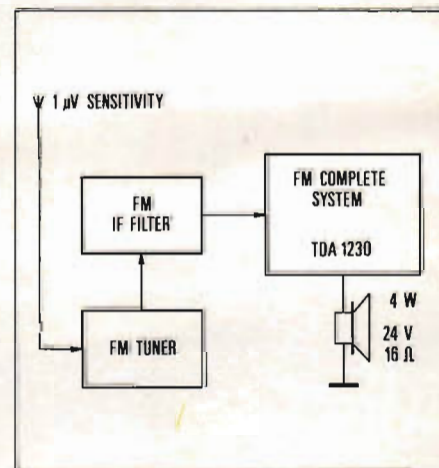 1 µV SENSITIVITY
FM
IF FILTER
FM COMPLETE
SYSTEM
TDA 1230
FM TUNER
4 W
24 V
16 Ω